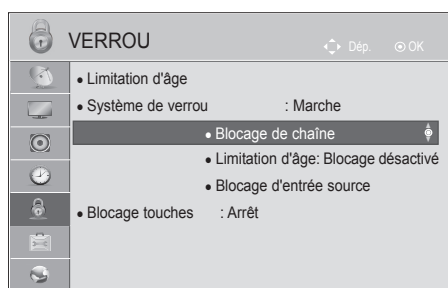 VERROU
Dép. OK
• Limitation d'âge
• Système de verrou : Marche
• Blocage de chaîne
• Limitation d'âge: Blocage désactivé
• Blocage d'entrée source
• Blocage touches : Arrêt